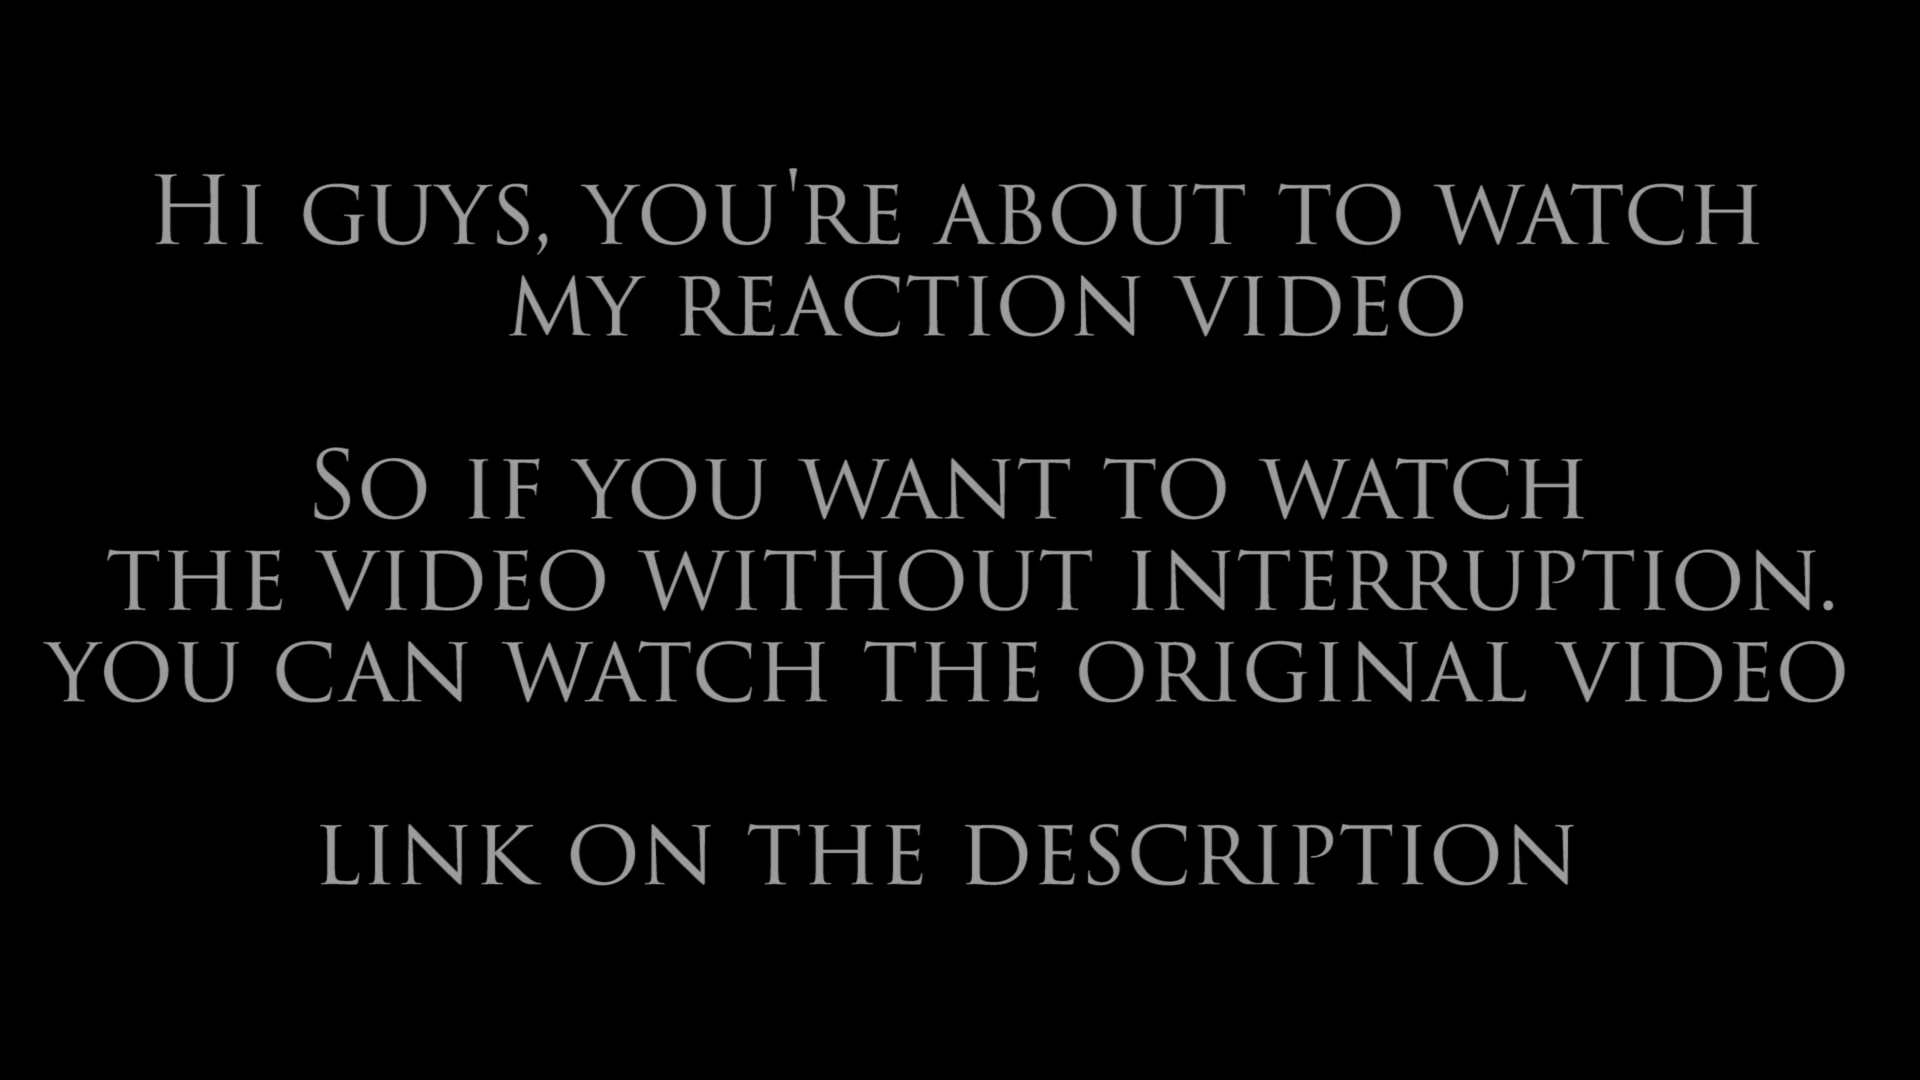 Hi guys, you're about to watch
my reaction video
So if you want to watch
the video without interruption.
you can watch the original video
link on the description